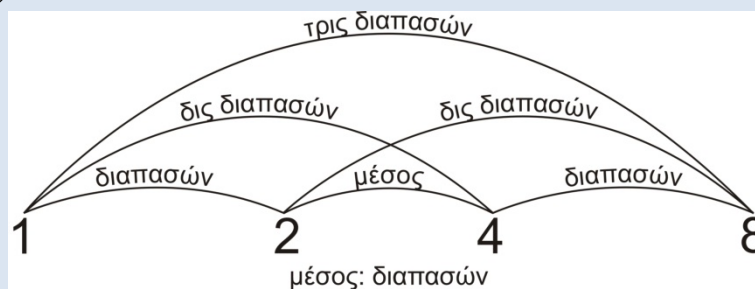 τρις διαπασών
δις διαπασών δις διαπασών
διαπασών μέσος διαπασών
1 2 4 8
μέσος: διαπασών